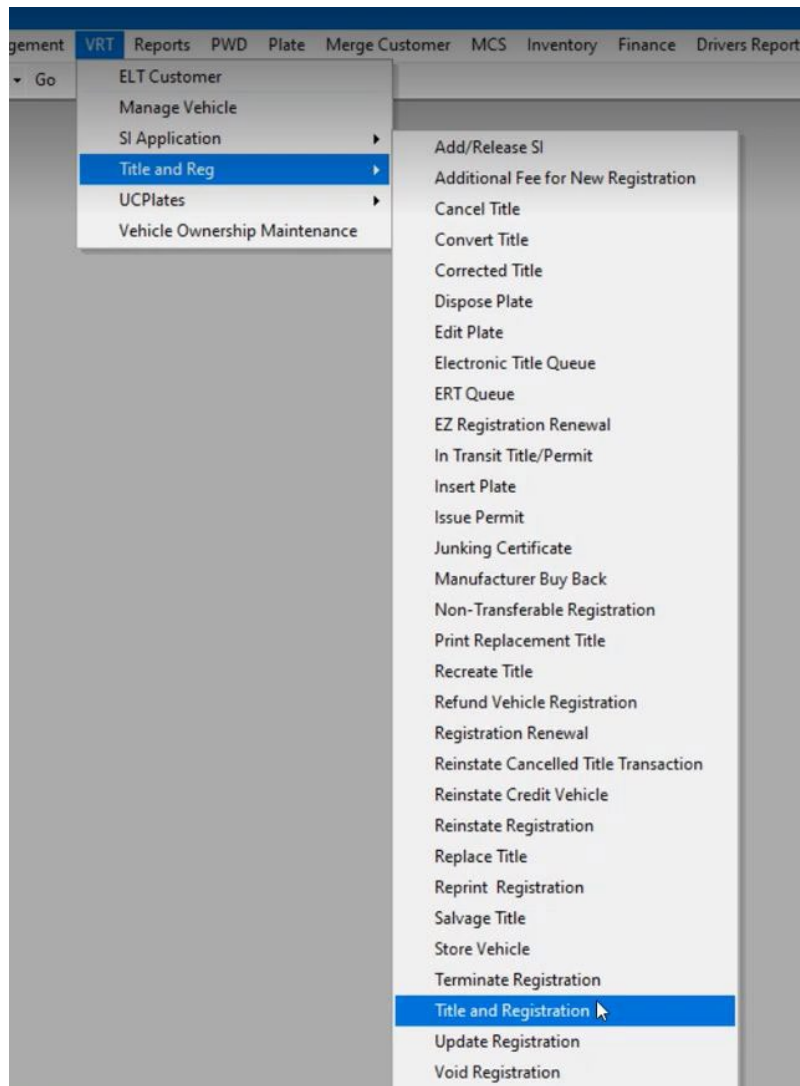 gement VRT Reports PWD Plate Merge Customer MCS Inventory Finance Drivers Report
Go
ELT Customer
Manage Vehicle
SI Application
Title and Reg
UCPlates
Vehicle Ownership Maintenance
Add/Release SI
Additional Fee for New Registration
Cancel Title
Convert Title
Corrected Title
Dispose Plate
Edit Plate
Electronic Title Queue
ERT Queue
EZ Registration Renewal
In Transit Title/Permit
Insert Plate
Issue Permit
Junking Certificate
Manufacturer Buy Back
Non-Transferable Registration
Print Replacement Title
Recreate Title
Refund Vehicle Registration
Registration Renewal
Reinstate Cancelled Title Transaction
Reinstate Credit Vehicle
Reinstate Registration
Replace Title
Reprint  Registration
Salvage Title
Store Vehicle
Terminate Registration
Title and Registration
Update Registration
Void Registration